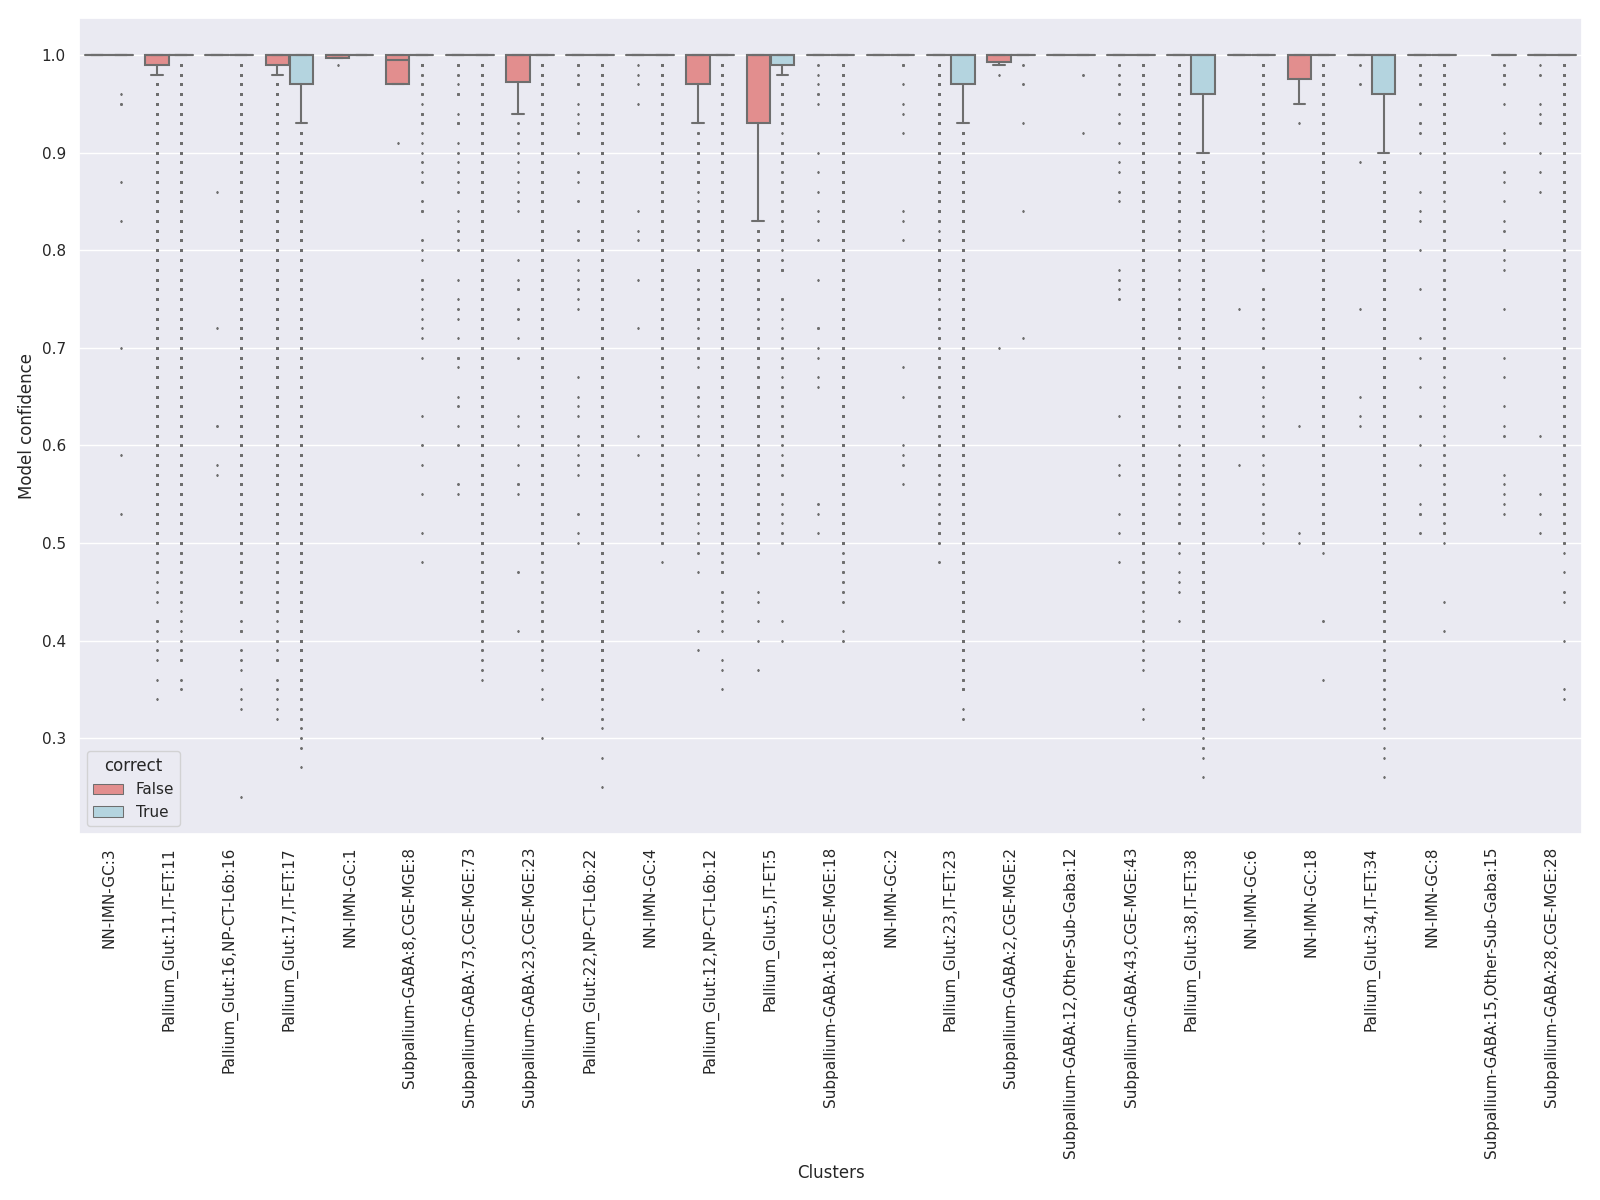 1.0
0.9
0.8
0.7
0.6
0.5
0.4
0.3
Model confidence
correct
False
True
NN-IMN-GC:3
Pallium_Glut:11,IT-ET:11
Pallium_Glut:16,NP-CT-L6b:16
Pallium_Glut:17,IT-ET:17
NN-IMN-GC:1
Subpallium-GABA:8,CGE-MGE:8
Subpallium-GABA:73,CGE-MGE:73
Subpallium-GABA:23,CGE-MGE:23
Pallium_Glut:22,NP-CT-L6b:22
NN-IMN-GC:4
Pallium_Glut:12,NP-CT-L6b:12
Pallium_Glut:5,IT-ET:5
Subpallium-GABA:18,CGE-MGE:18
NN-IMN-GC:2
Pallium_Glut:23,IT-ET:23
Subpallium-GABA:2,CGE-MGE:2
Subpallium-GABA:12,Other-Sub-Gaba:12
Subpallium-GABA:43,CGE-MGE:43
Pallium_Glut:38,IT-ET:38
NN-IMN-GC:6
NN-IMN-GC:18
Pallium_Glut:34,IT-ET:34
NN-IMN-GC:8
Subpallium-GABA:15,Other-Sub-Gaba:15
Subpallium-GABA:28,CGE-MGE:28
Clusters